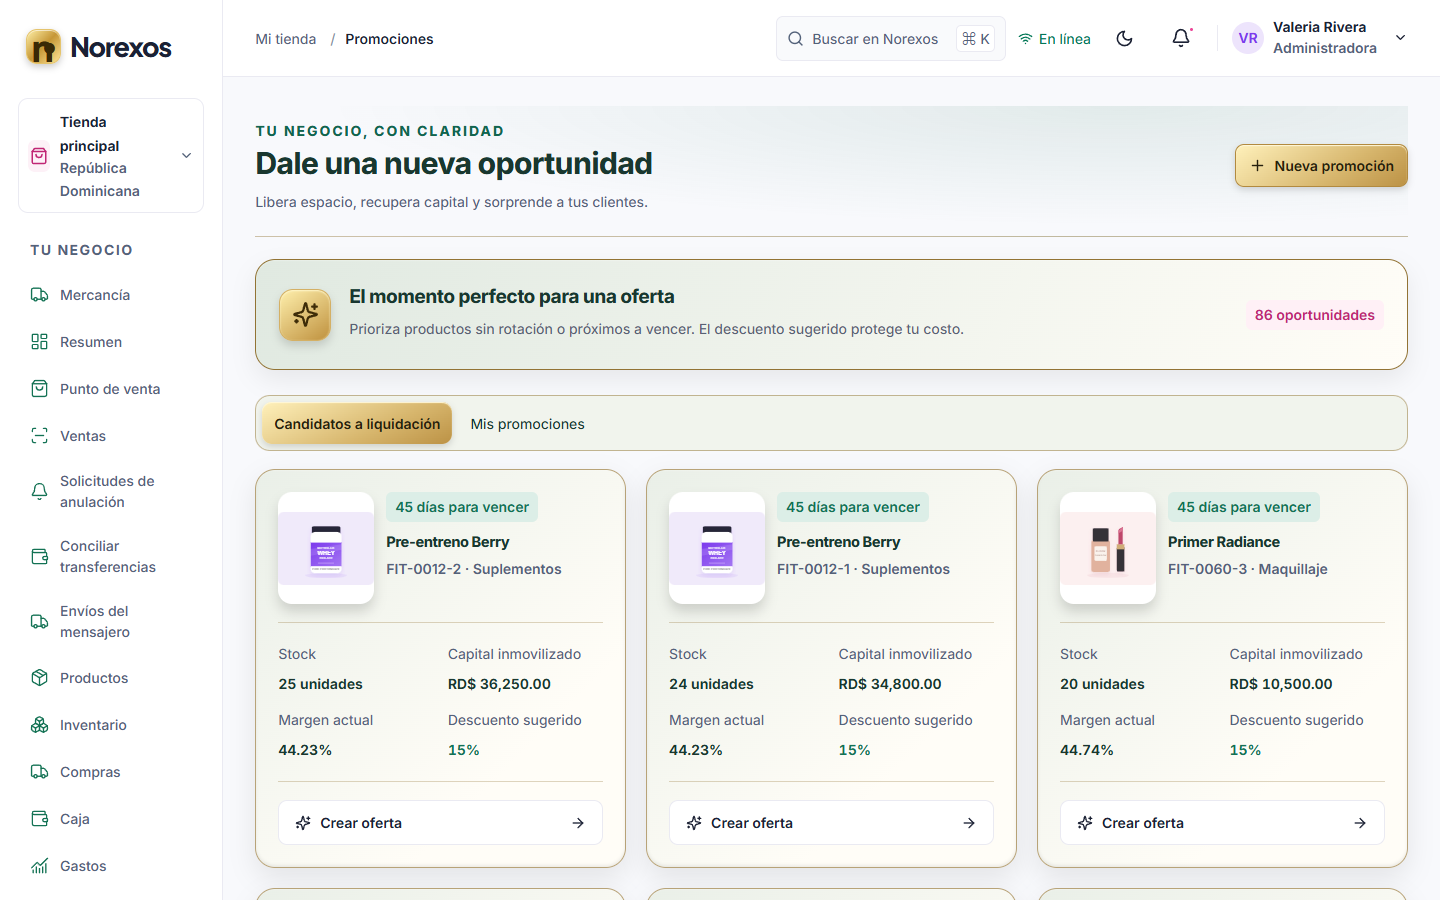 Norexos
Mi tienda / Promociones
Buscar en Norexos
⌘ K
En línea
VR
Valeria Rivera
Administradora
Tienda
principal
República
Dominicana
TU NEGOCIO
Mercancía
Resumen
Punto de venta
Ventas
Solicitudes de
anulación
Conciliar
transferencias
Envíos del
mensajero
Productos
Inventario
Compras
Caja
Gastos
TU NEGOCIO, CON CLARIDAD
Dale una nueva oportunidad
Libera espacio, recupera capital y sorprende a tus clientes.
Nueva promoción
El momento perfecto para una oferta
Prioriza productos sin rotación o próximos a vencer. El descuento sugerido protege tu costo.
86 oportunidades
Candidatos a liquidación
Mis promociones
45 días para vencer
Pre-entreno Berry
FIT-0012-2 · Suplementos
WHEY
Stock
Capital inmovilizado
25 unidades
RD$ 36,250.00
Margen actual
Descuento sugerido
44.23%
15%
Crear oferta
45 días para vencer
Pre-entreno Berry
FIT-0012-1 · Suplementos
WHEY
Stock
Capital inmovilizado
24 unidades
RD$ 34,800.00
Margen actual
Descuento sugerido
44.23%
15%
Crear oferta
45 días para vencer
Primer Radiance
FIT-0060-3 · Maquillaje
Stock
Capital inmovilizado
20 unidades
RD$ 10,500.00
Margen actual
Descuento sugerido
44.74%
15%
Crear oferta